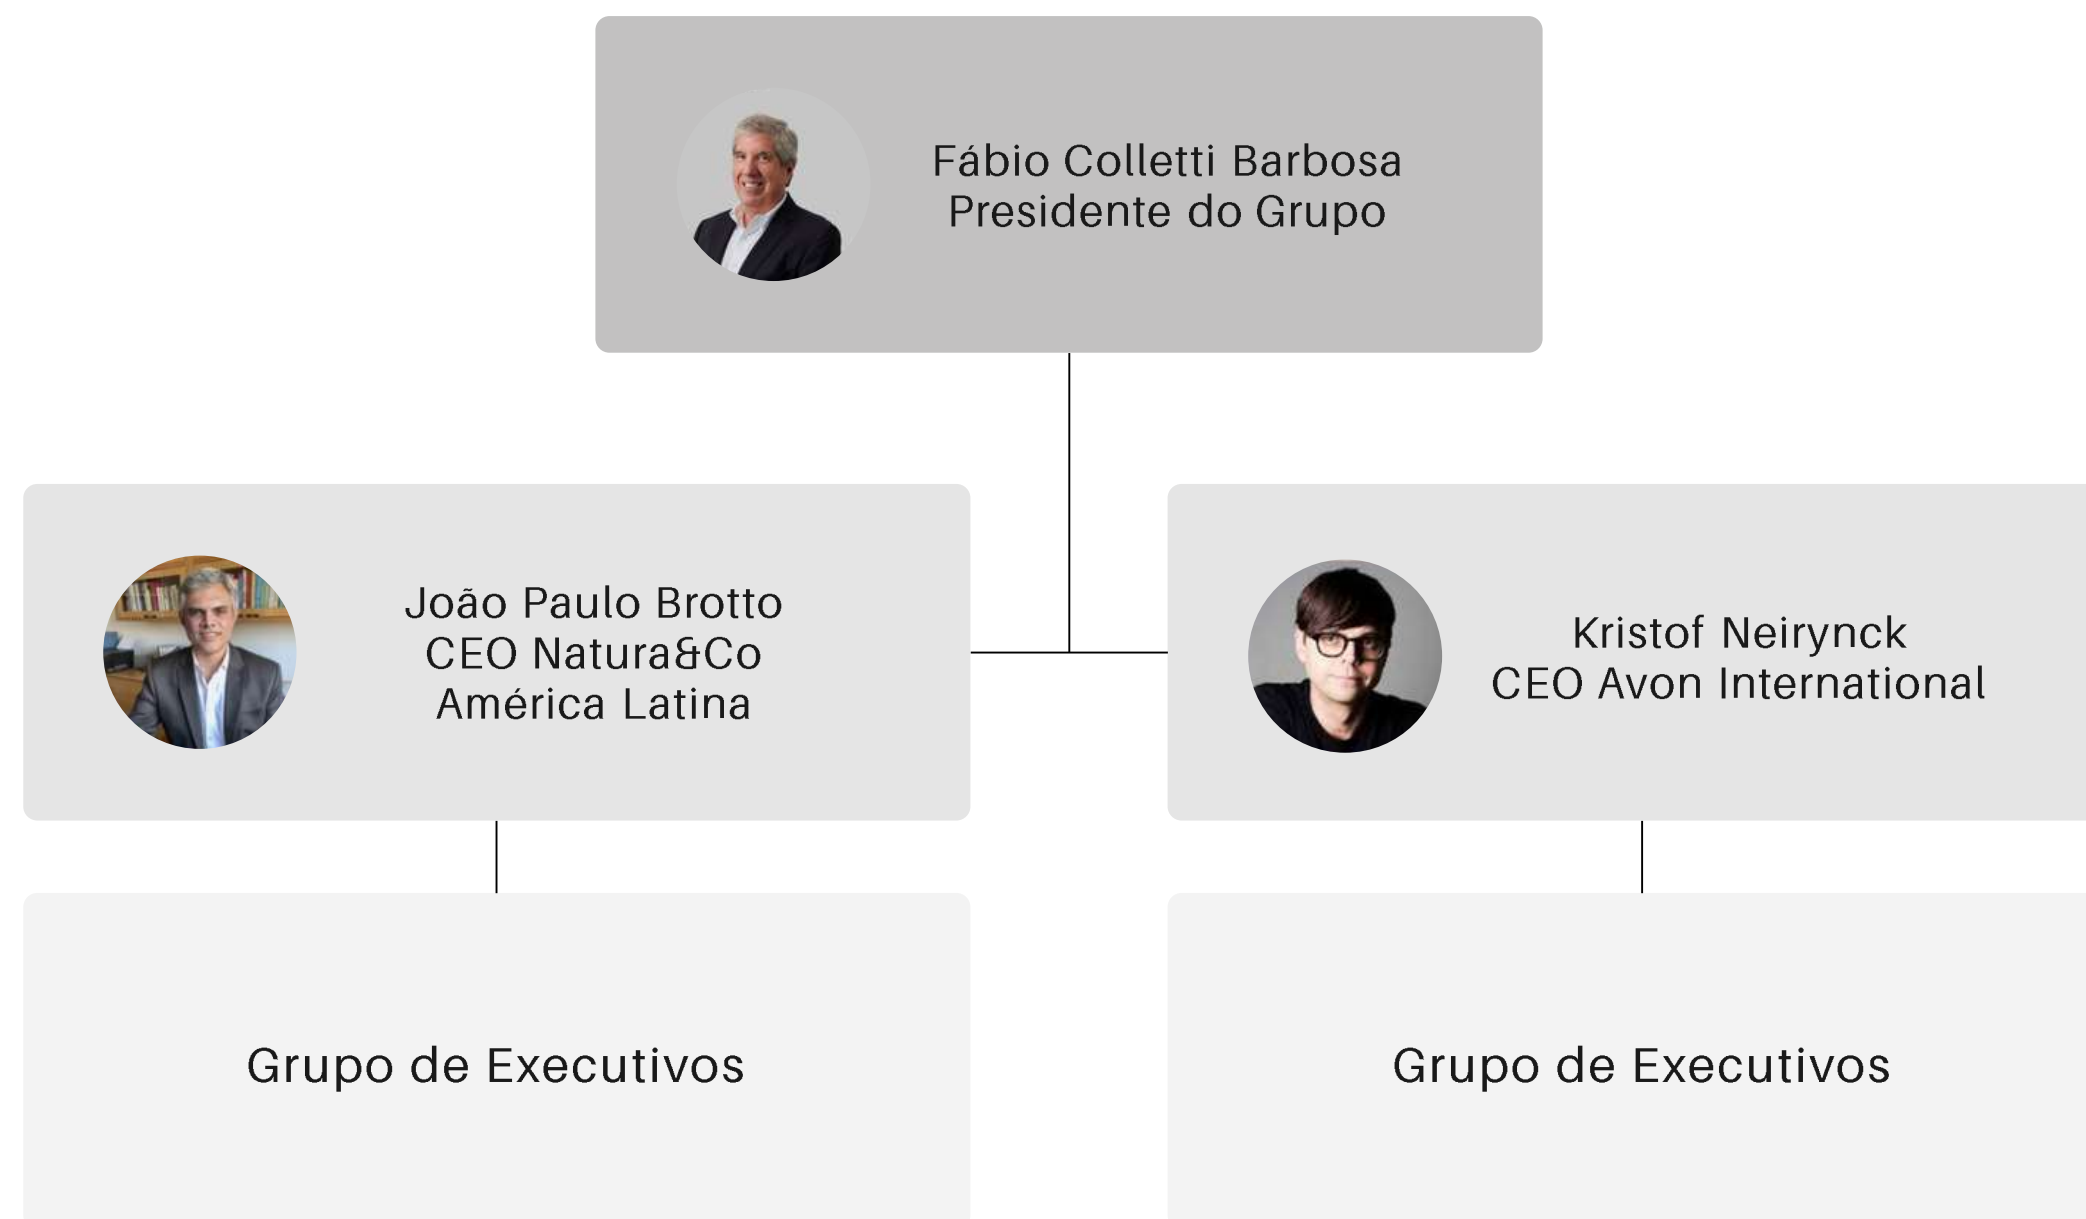 Fábio Colletti Barbosa
Presidente do Grupo
João Paulo Brotto
CEO Natura&Co
América Latina
Kristof Neirynck
CEO Avon International
Grupo de Executivos
Grupo de Executivos